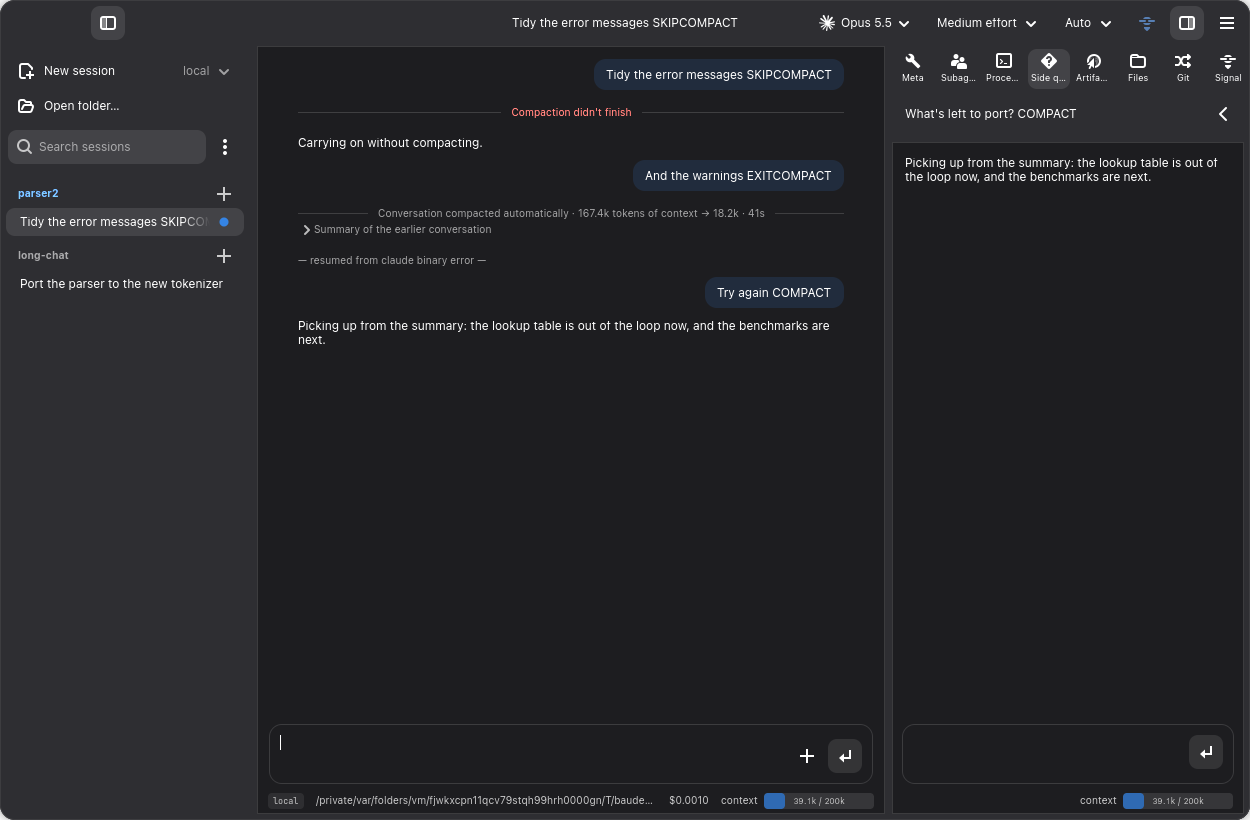 Tidy the error messages SKIPCOMPACT
Opus 5.5
Medium effort
Auto
New session
local
Open folder...
Search sessions
parser2
Tidy the error messages SKIPCO
long-chat
Port the parser to the new tokenizer
Tidy the error messages SKIPCOMPACT
Compaction didn't finish
Carrying on without compacting.
And the warnings EXITCOMPACT
Conversation compacted automatically · 167.4k tokens of context → 18.2k · 41s
Summary of the earlier conversation
— resumed from claude binary error —
Try again COMPACT
Picking up from the summary: the lookup table is out of the loop now, and the benchmarks are
next.
local
/private/var/folders/vm/fjwkxcpn11qcv79stqh99hrh0000gn/T/baude...
$0.0010
context
39.1k / 200k
Meta
Subag...
Proce...
Side q...
Artifa...
Files
Git
Signal
What's left to port? COMPACT
Picking up from the summary: the lookup table is out of
the loop now, and the benchmarks are next.
context
39.1k / 200k